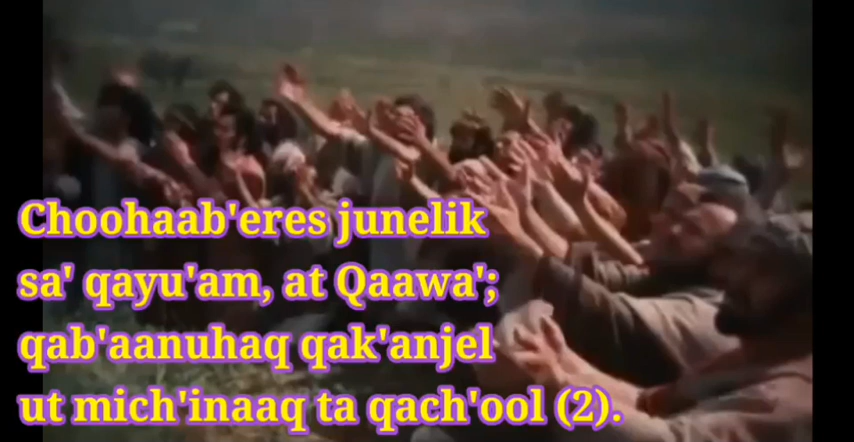 Choohaab'eres junelik
sa' qayu'am, at Qaawa';
qab'aanuhaq qak'anjel
ut mich'inaaq ta qach'ool (2).